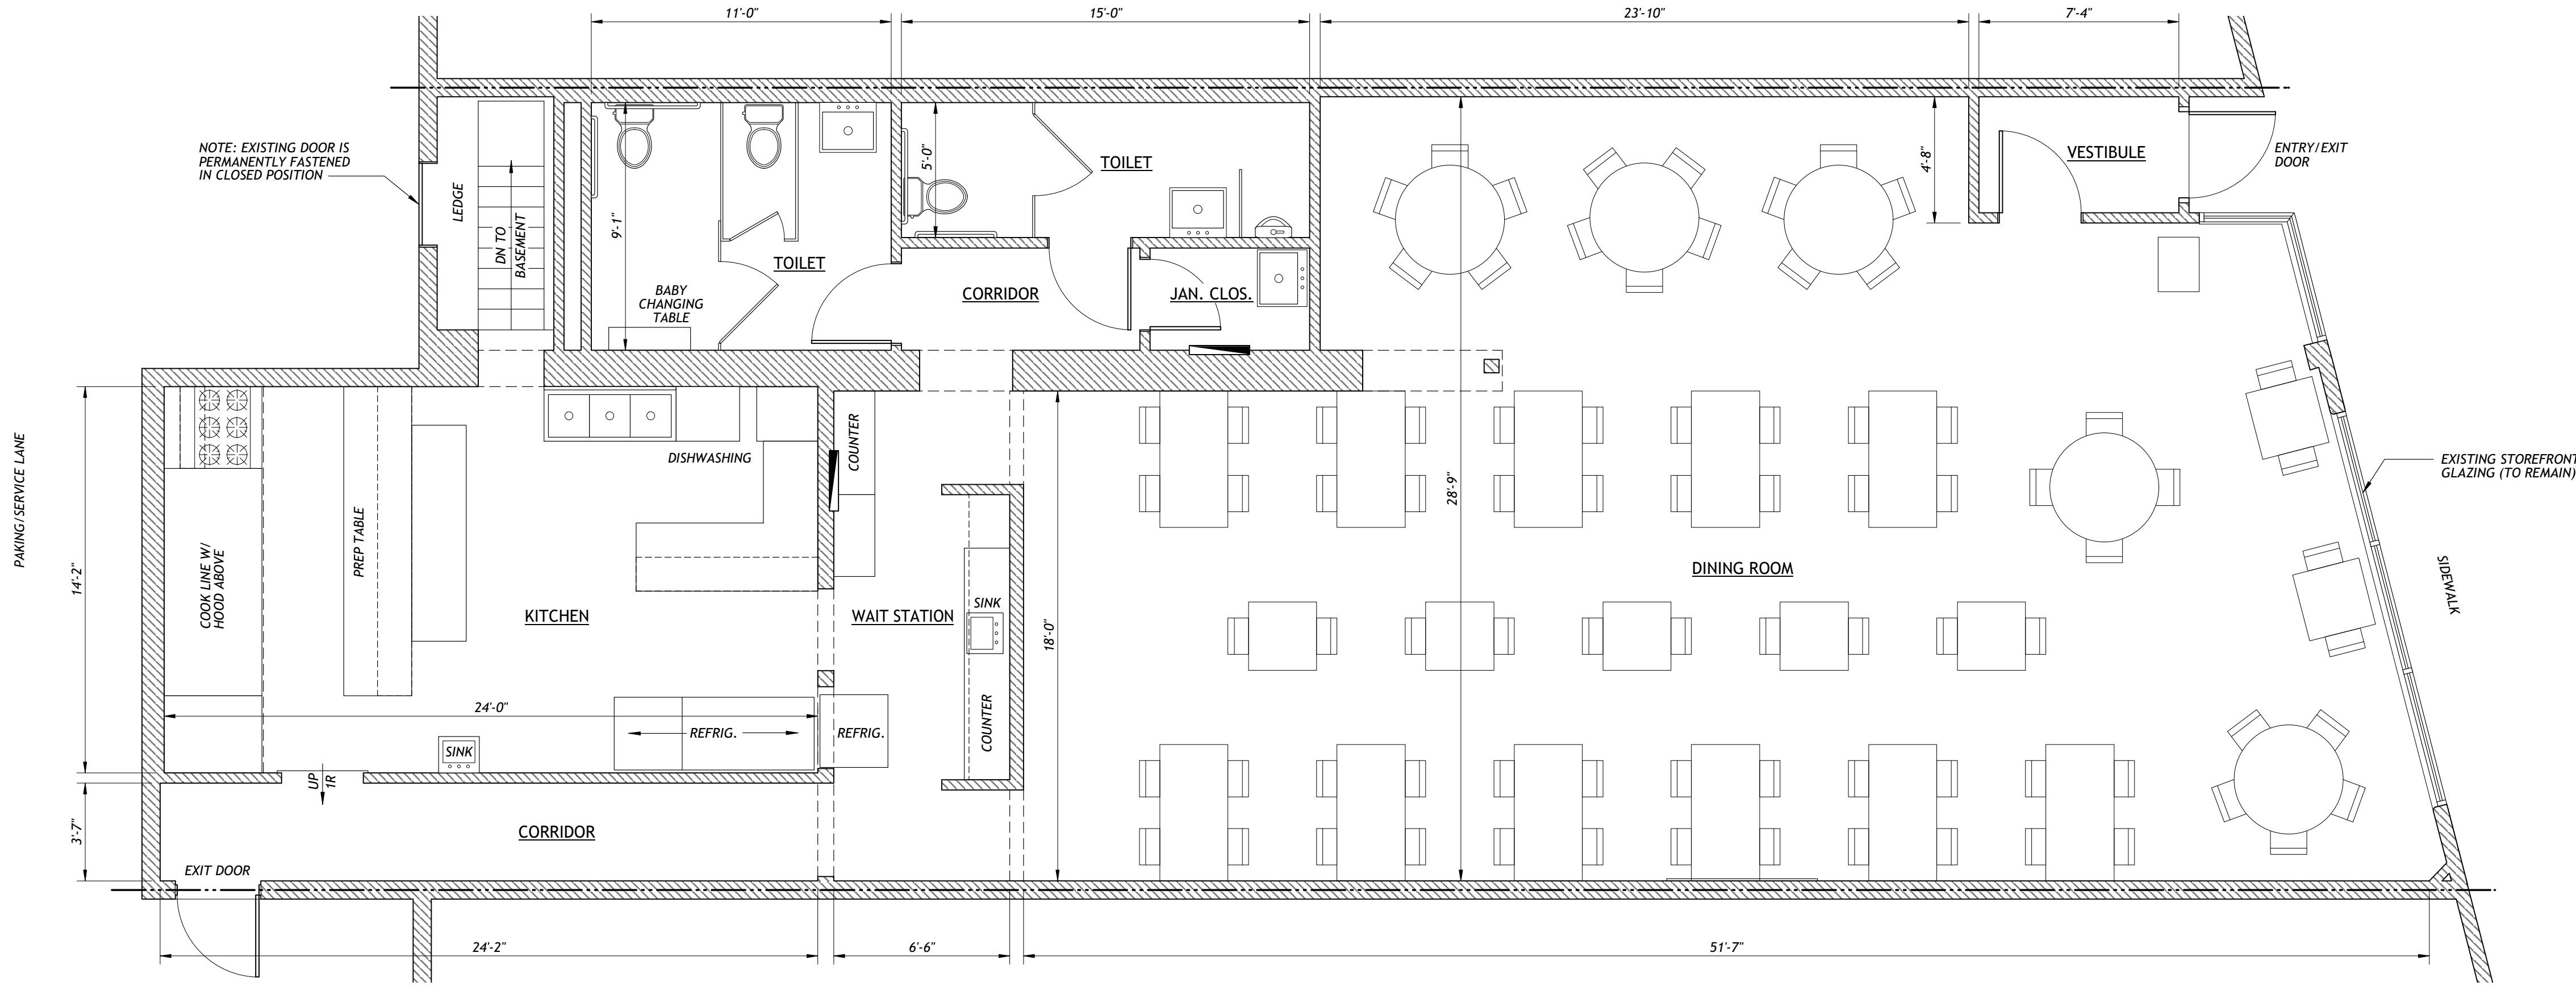 11'-0"
15'-0"
23'-10"
7'-4"
NOTE: EXISTING DOOR IS
PERMANENTLY FASTENED
IN CLOSED POSITION
LEDGE
DN TO
BASEMENT
9'-1"
TOILET
BABY
CHANGING
TABLE
5'-0"
TOILET
CORRIDOR
JAN. CLOS.
4'-8"
VESTIBULE
ENTRY/EXIT
DOOR
PAKING/SERVICE LANE
14'-2"
COOK LINE W/
HOOD ABOVE
PREP TABLE
DISHWASHING
COUNTER
KITCHEN
WAIT STATION
SINK
COUNTER
18'-0"
28'-9"
DINING ROOM
EXISTING STOREFRONT
GLAZING (TO REMAIN)
SIDEWALK
24'-0"
REFRIG.
REFRIG.
SINK
UP
1R
3'-7"
CORRIDOR
EXIT DOOR
24'-2"
6'-6"
51'-7"